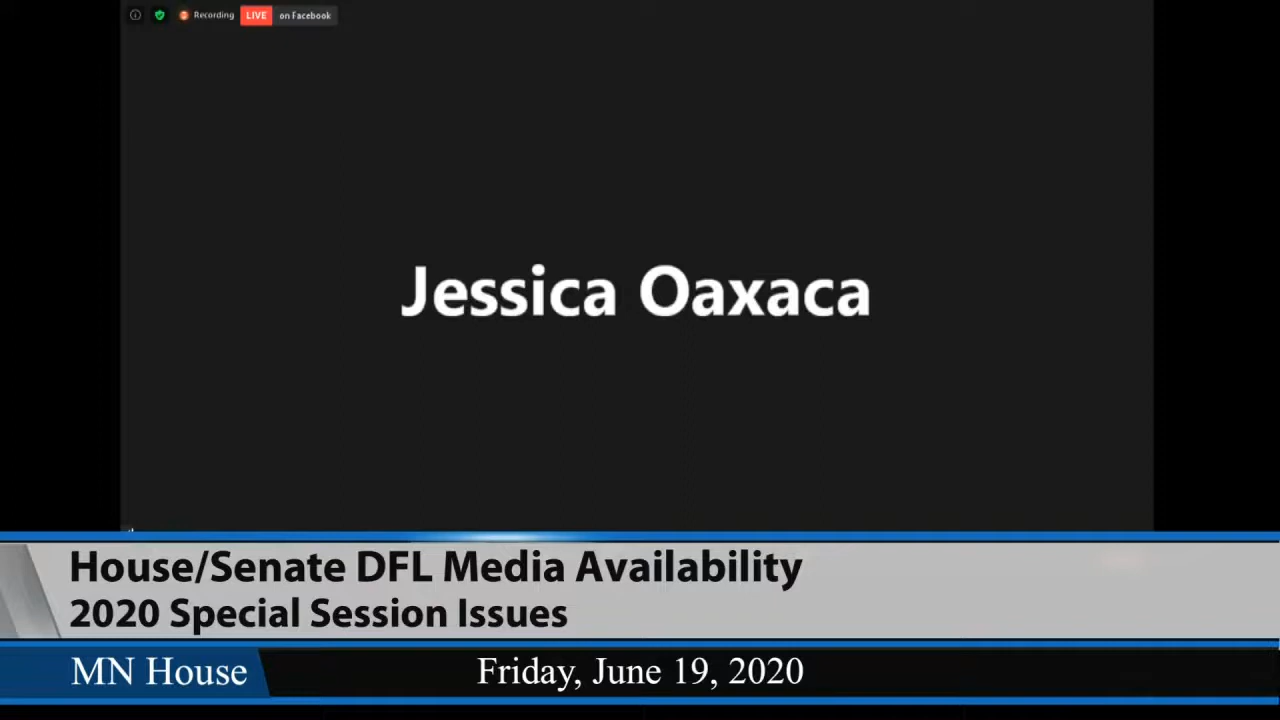 Recording LIVE on Facebook
Jessica Oaxaca
House/Senate DFL Media Availability
2020 Special Session Issues
MN House Friday, June 19, 2020